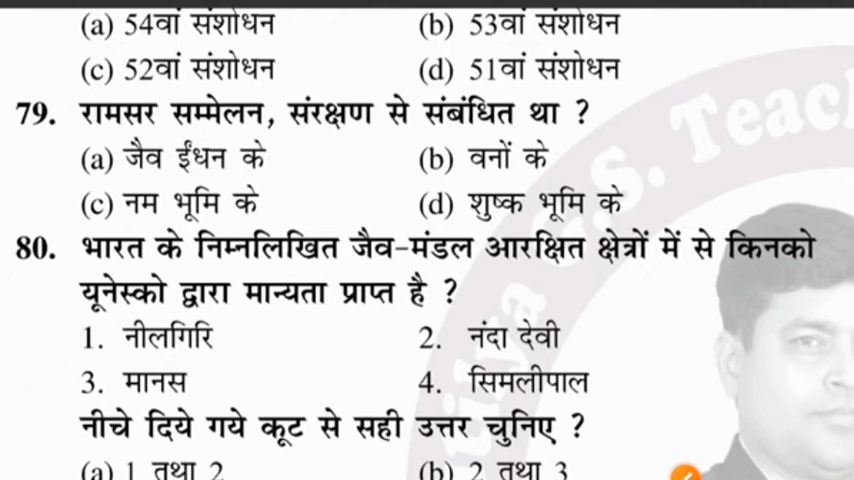 (a) 54वां संशोधन (b) 53वां संशोधन
(c) 52वां संशोधन (d) 51वां संशोधन
79. रामसर सम्मेलन, संरक्षण से संबंधित था ?
(a) जैव ईंधन के (b) वनों के
(c) नम भूमि के (d) शुष्क भूमि के
80. भारत के निम्नलिखित जैव-मंडल आरक्षित क्षेत्रों में से किनको
यूनेस्को द्वारा मान्यता प्राप्त है ?
1. नीलगिरि 2. नंदा देवी
3. मानस 4. सिमलीपाल
नीचे दिये गये कूट से सही उत्तर चुनिए ?
(a) 1 तथा 2 (b) 2 तथा 3
G.S. Teac